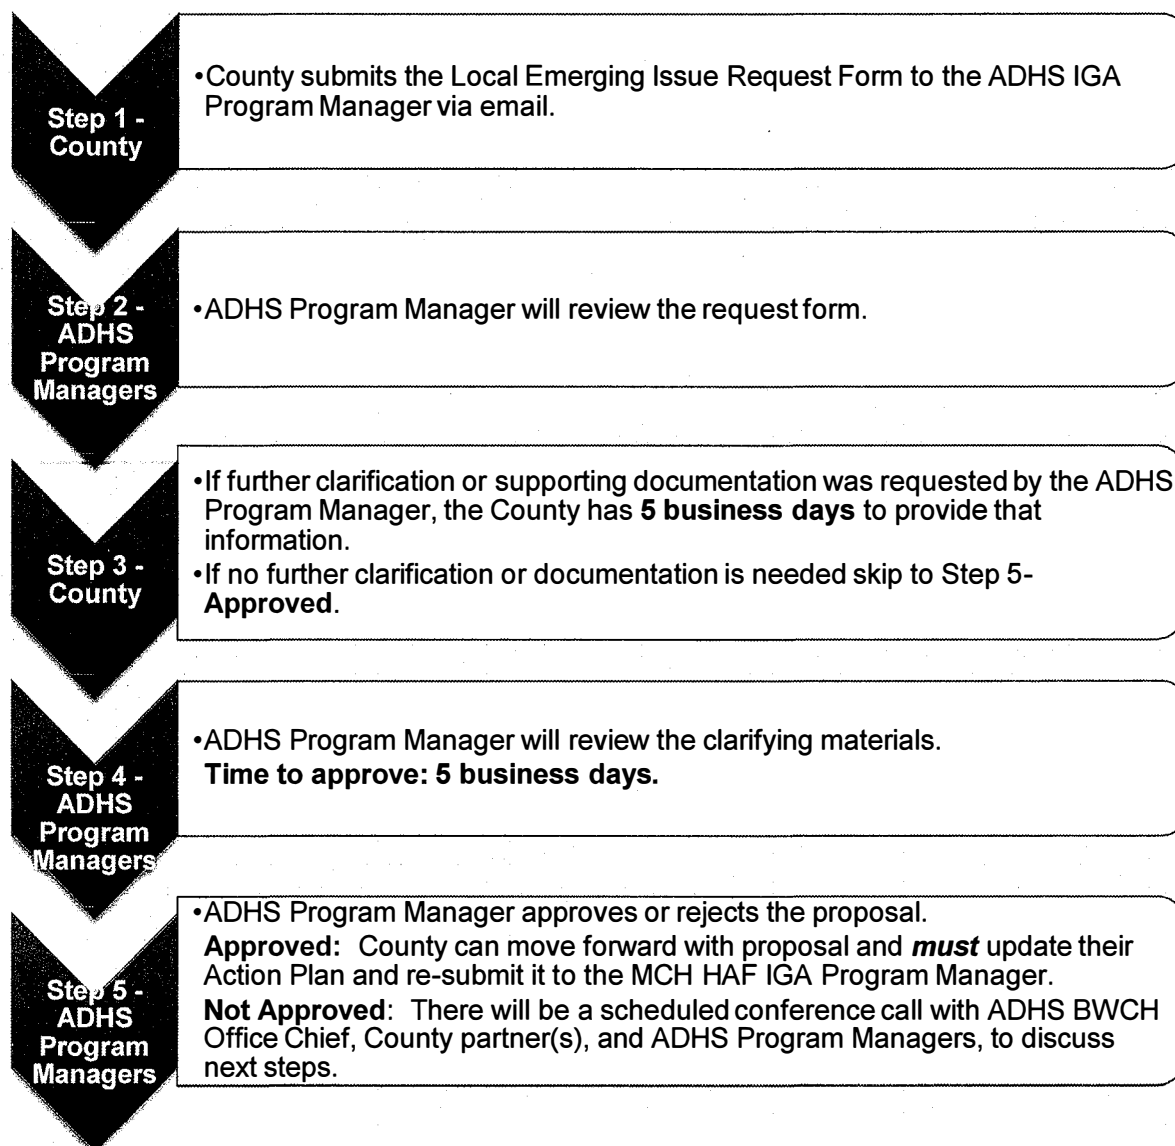 Step 1 -
County
•County submits the Local Emerging Issue Request Form to the ADHS IGA
Program Manager via email.
Step 2 -
ADHS
Program
Managers
•ADHS Program Manager will review the request form.
Step 3 -
County
•If further clarification or supporting documentation was requested by the ADHS
Program Manager, the County has 5 business days to provide that
information.
•If no further clarification or documentation is needed skip to Step 5-
Approved.
Step 4 -
ADHS
Program
Managers
•ADHS Program Manager will review the clarifying materials.
Time to approve: 5 business days.
Step 5 -
ADHS
Program
Managers
•ADHS Program Manager approves or rejects the proposal.
Approved: County can move forward with proposal and must update their
Action Plan and re-submit it to the MCH HAF IGA Program Manager.
Not Approved: There will be a scheduled conference call with ADHS BWCH
Office Chief, County partner(s), and ADHS Program Managers, to discuss
next steps.